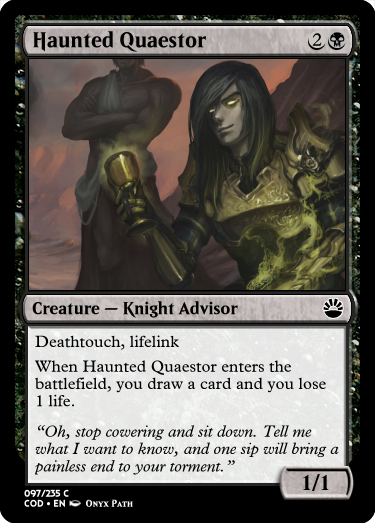 Haunted Quaestor 2
Creature — Knight Advisor
Deathtouch, lifelink
When Haunted Quaestor enters the
battlefield, you draw a card and you lose
1 life.
“Oh, stop cowering and sit down. Tell me
what I want to know, and one sip will bring a
painless end to your torment.”
1/1
097/235 C
COD • EN Onyx Path